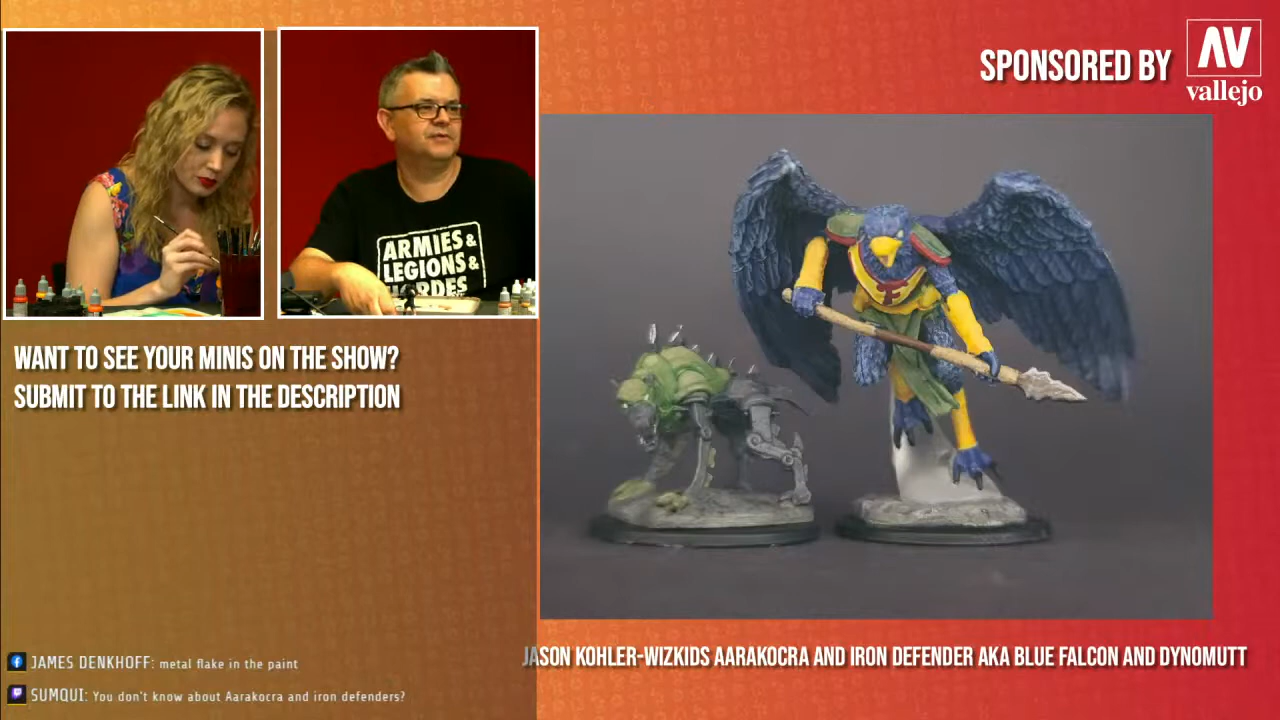 SPONSORED BY
AV
vallejo
ARMIES &
LEGIONS &
HORDES
F
WANT TO SEE YOUR MINIS ON THE SHOW?
SUBMIT TO THE LINK IN THE DESCRIPTION
JAMES DENKHOFF: metal flake in the paint
SUMQUI: You don't know about Aarakocra and iron defenders?
JASON KOHLER-WIZKIDS AARAKOCRA AND IRON DEFENDER AKA BLUE FALCON AND DYNOMUTT